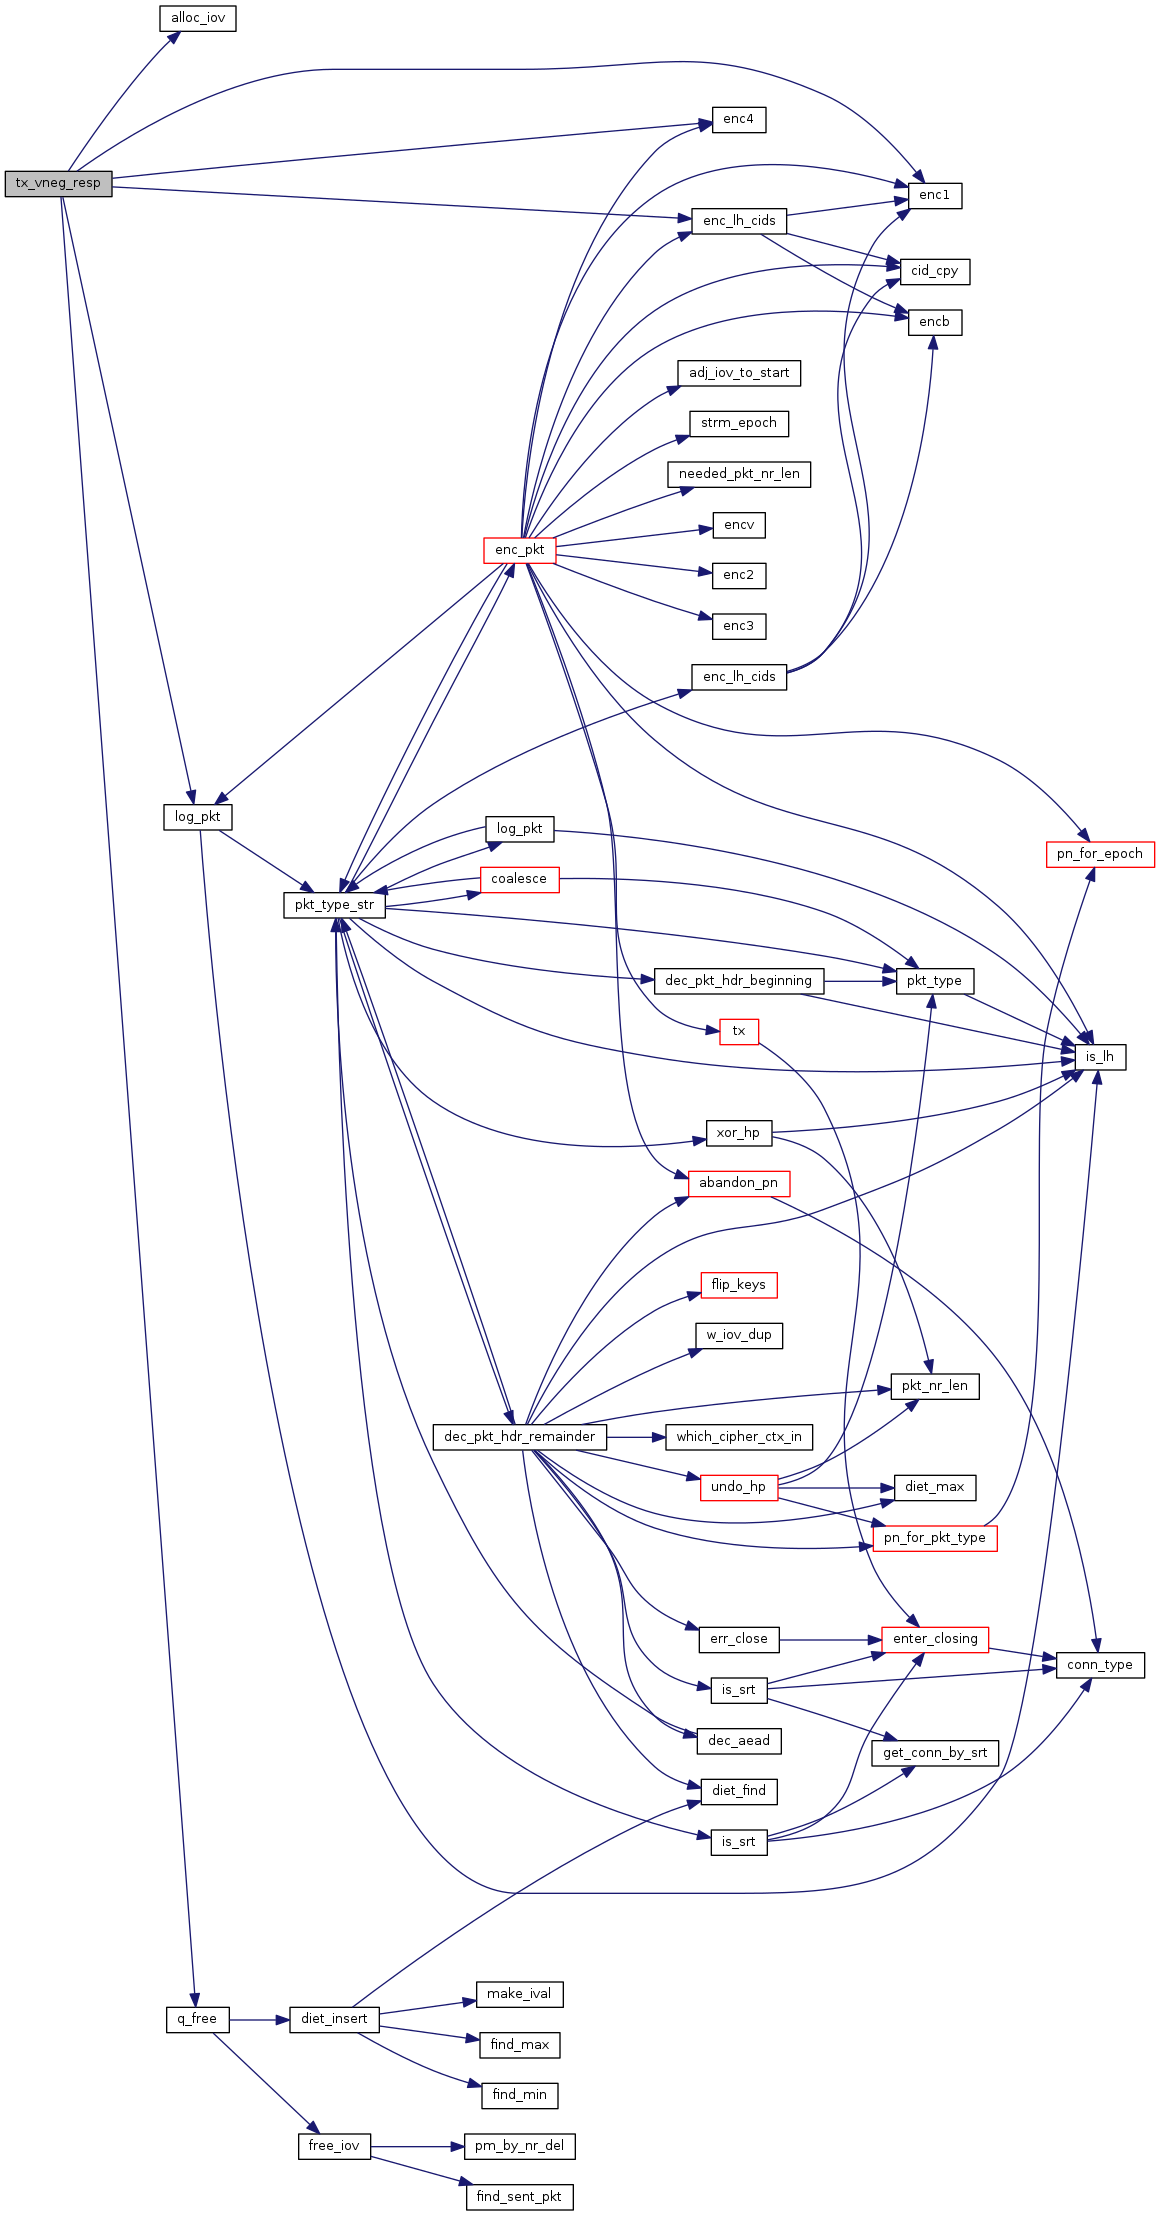 alloc_iov
enc4
tx_vneg_resp
enc1
enc_lh_cids
cid_cpy
encb
adj_iov_to_start
strm_epoch
needed_pkt_nr_len
encv
enc_pkt
enc2
enc3
enc_lh_cids
log_pkt
log_pkt
pn_for_epoch
coalesce
pkt_type_str
dec_pkt_hdr_beginning
pkt_type
tx
is_lh
xor_hp
abandon_pn
flip_keys
w_iov_dup
pkt_nr_len
dec_pkt_hdr_remainder
which_cipher_ctx_in
undo_hp
diet_max
pn_for_pkt_type
err_close
enter_closing
conn_type
is_srt
dec_aead
get_conn_by_srt
diet_find
is_srt
make_ival
q_free
diet_insert
find_max
find_min
free_iov
pm_by_nr_del
find_sent_pkt